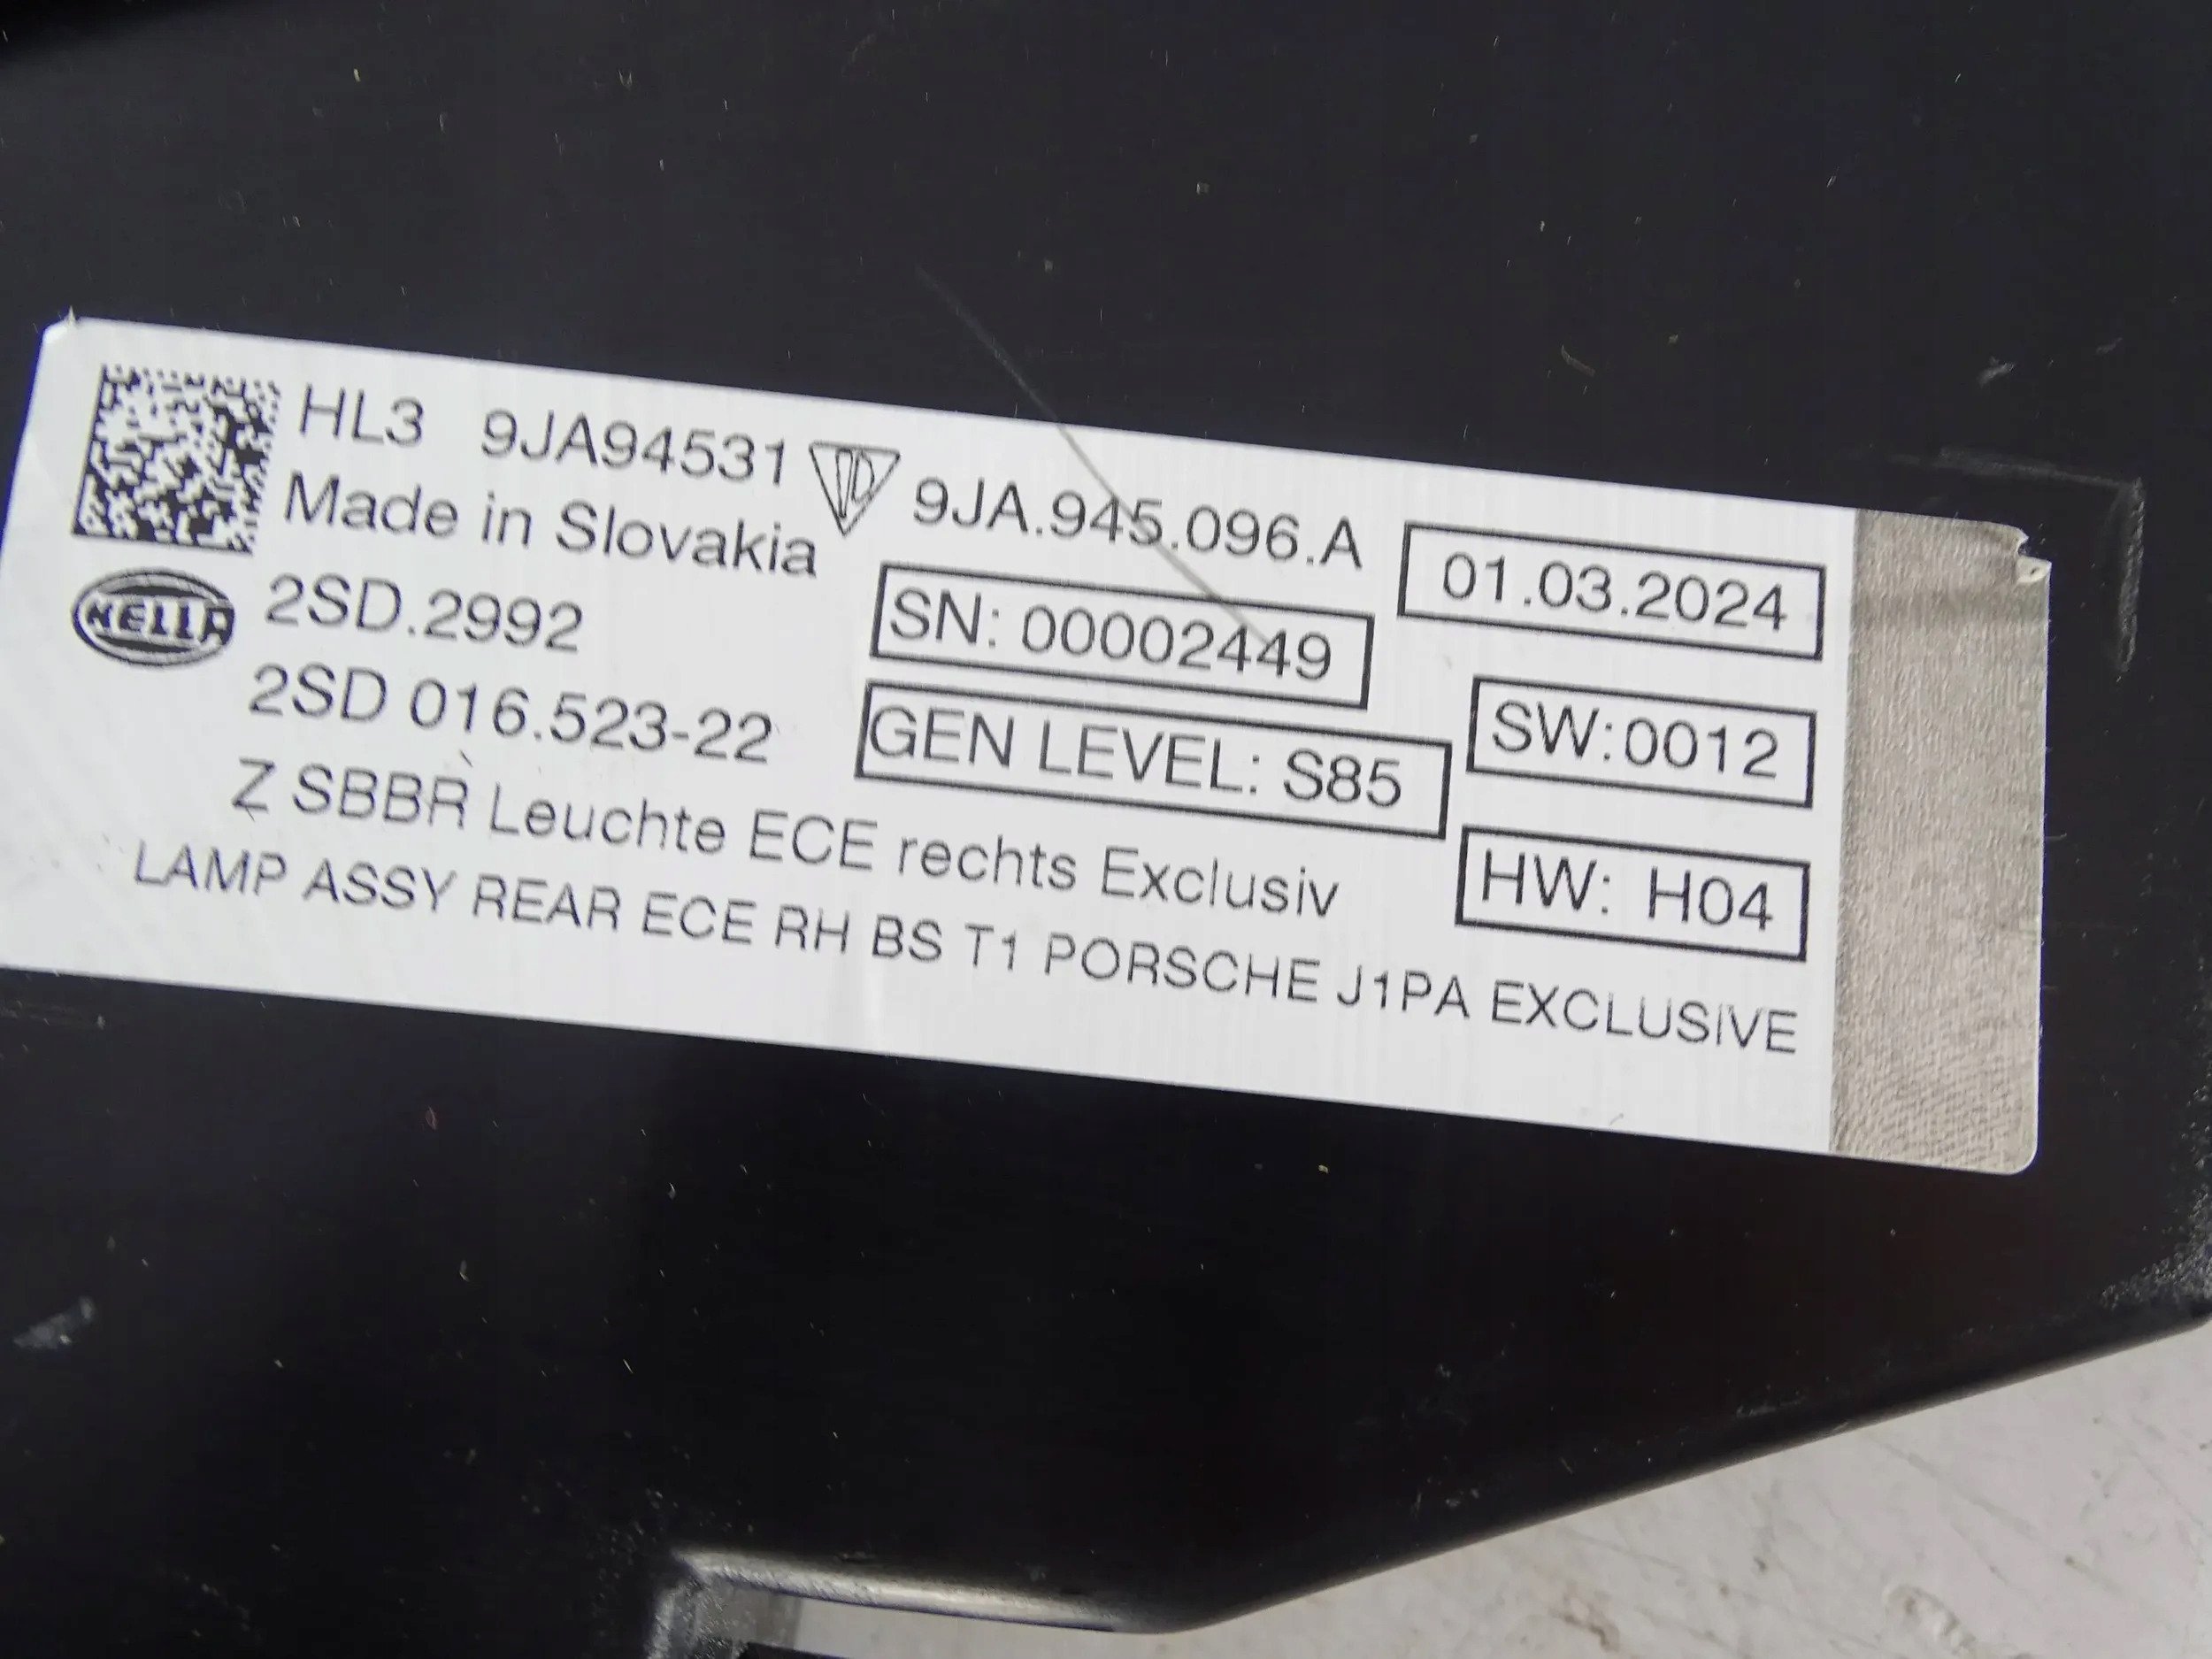 HL3 9JA94531 9JA.945.096.A 01.03.2024
Made in Slovakia
HELLA 2SD.2992 SN: 00002449
2SD 016.523-22 GEN LEVEL: S85 SW:0012
Z SBBR Leuchte ECE rechts Exclusiv HW: H04
LAMP ASSY REAR ECE RH BS T1 PORSCHE J1PA EXCLUSIVE